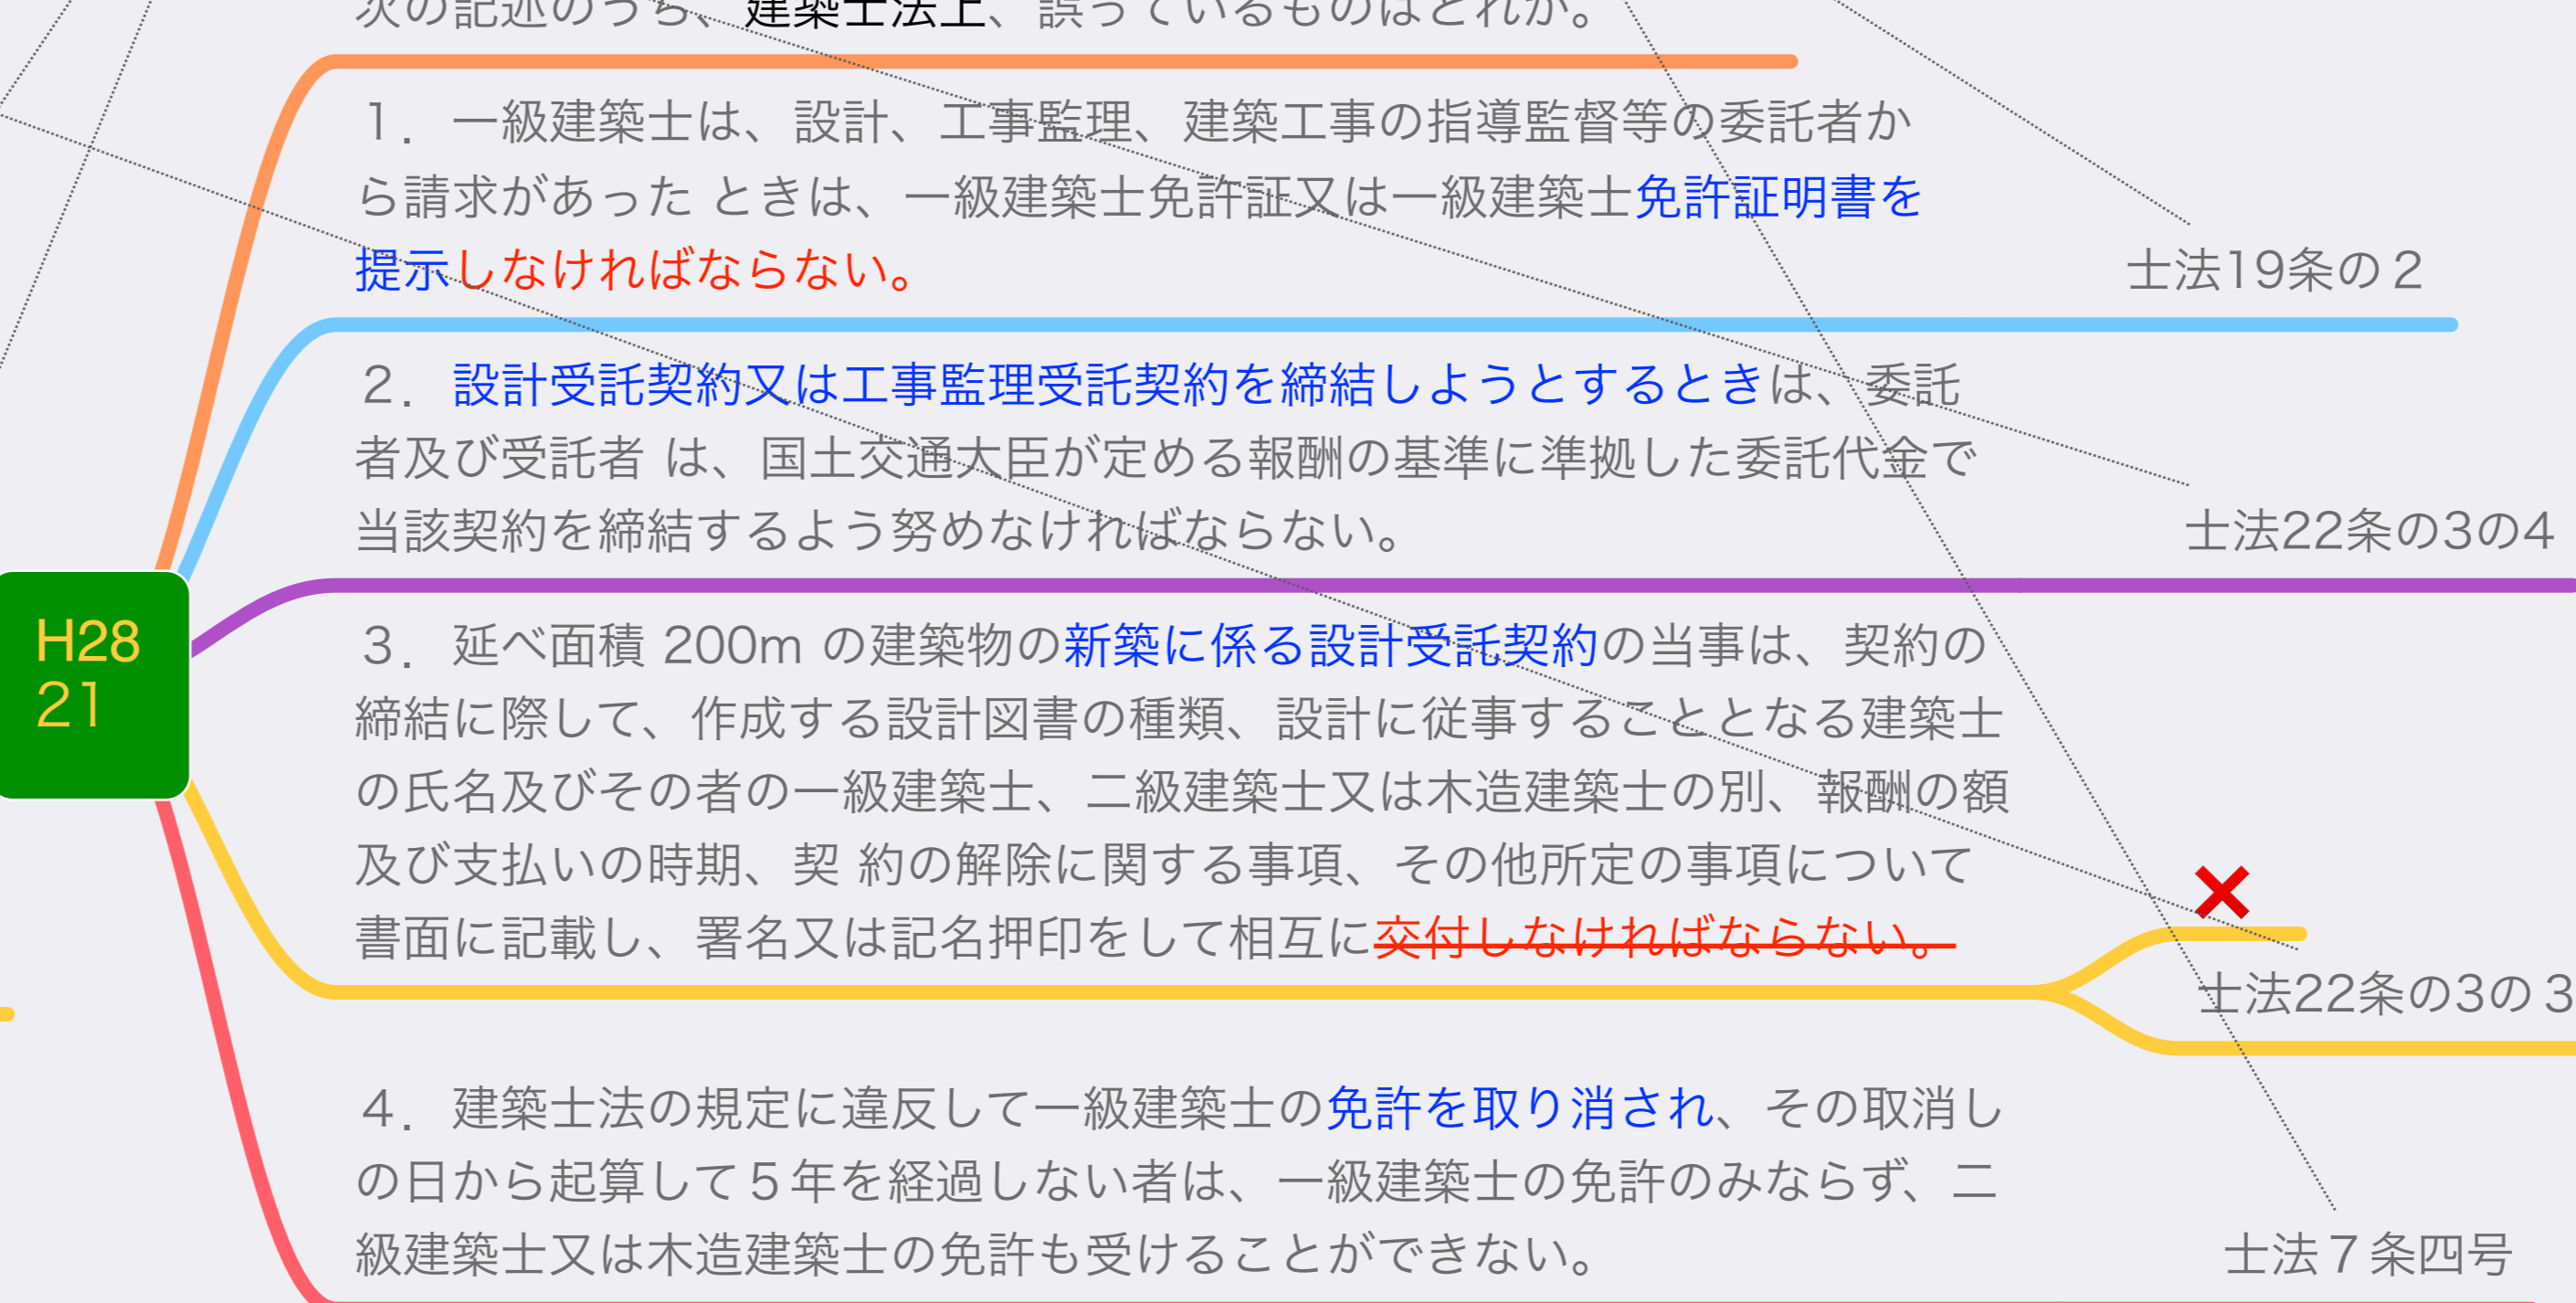 次の記述のうち、建築士法上、誤っているものはどれか。
１．一級建築士は、設計、工事監理、建築工事の指導監督等の委託者か
ら請求があった ときは、一級建築士免許証又は一級建築士免許証明書を
提示しなければならない。
士法19条の２
２．設計受託契約又は工事監理受託契約を締結しようとするときは、委託
者及び受託者 は、国土交通大臣が定める報酬の基準に準拠した委託代金で
当該契約を締結するよう努めなければならない。
士法22条の3の4
H28
21
３．延べ面積 200m の建築物の新築に係る設計受託契約の当事は、契約の
締結に際して、作成する設計図書の種類、設計に従事することとなる建築士
の氏名及びその者の一級建築士、二級建築士又は木造建築士の別、報酬の額
及び支払いの時期、契 約の解除に関する事項、その他所定の事項について
書面に記載し、署名又は記名押印をして相互に交付しなければならない。
士法22条の3の３
４．建築士法の規定に違反して一級建築士の免許を取り消され、その取消し
の日から起算して５年を経過しない者は、一級建築士の免許のみならず、二
級建築士又は木造建築士の免許も受けることができない。
士法７条四号